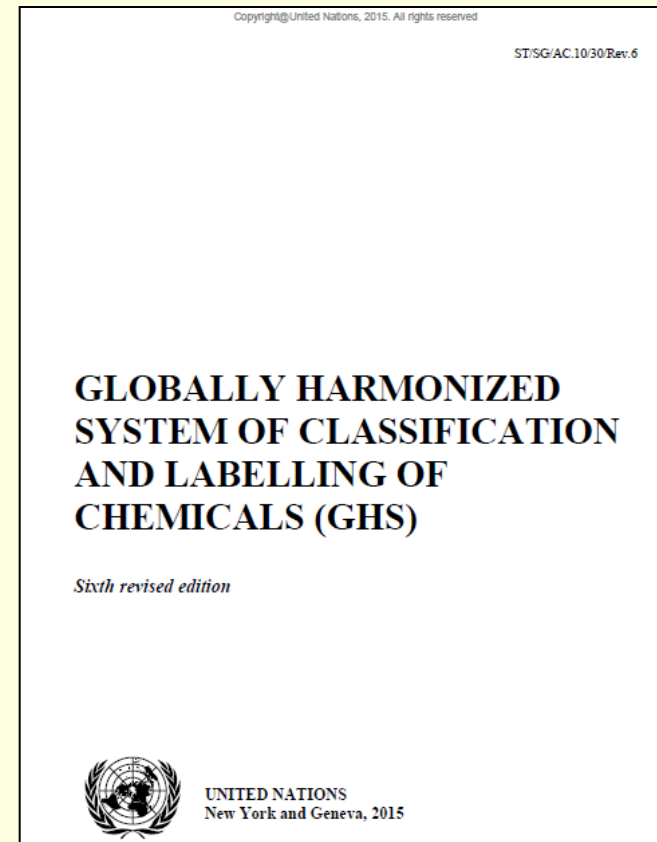 Copyright@United Nations, 2015. All rights reserved
ST/SG/AC.10/30/Rev.6
GLOBALLY HARMONIZED
SYSTEM OF CLASSIFICATION
AND LABELLING OF
CHEMICALS (GHS)
Sixth revised edition
UNITED NATIONS
New York and Geneva, 2015